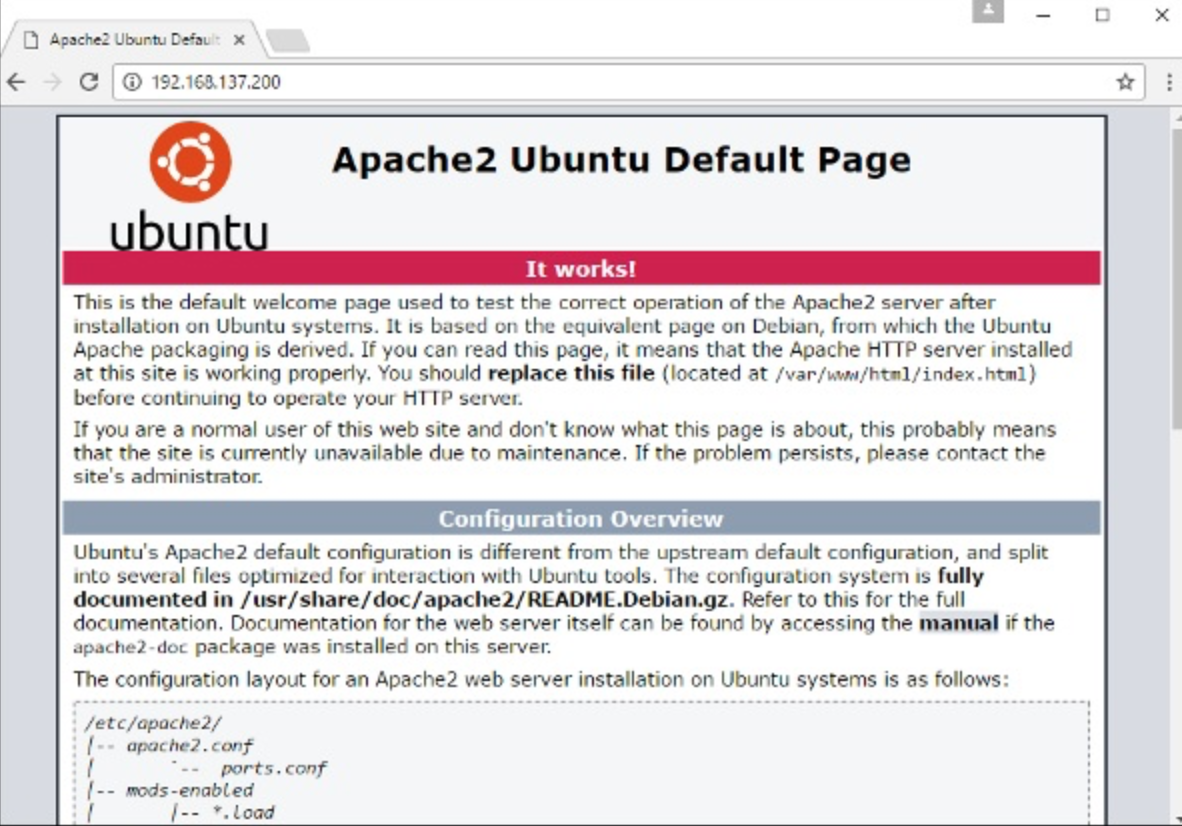 Apache2 Ubuntu Default
192.168.137.200
ubuntu
Apache2 Ubuntu Default Page
It works!
This is the default welcome page used to test the correct operation of the Apache2 server after
installation on Ubuntu systems. It is based on the equivalent page on Debian, from which the Ubuntu
Apache packaging is derived. If you can read this page, it means that the Apache HTTP server installed
at this site is working properly. You should replace this file (located at /var/www/html/index.html)
before continuing to operate your HTTP server.
If you are a normal user of this web site and don't know what this page is about, this probably means
that the site is currently unavailable due to maintenance. If the problem persists, please contact the
site's administrator.
Configuration Overview
Ubuntu's Apache2 default configuration is different from the upstream default configuration, and split
into several files optimized for interaction with Ubuntu tools. The configuration system is fully
documented in /usr/share/doc/apache2/README.Debian.gz. Refer to this for the full
documentation. Documentation for the web server itself can be found by accessing the manual if the
apache2-doc package was installed on this server.
The configuration layout for an Apache2 web server installation on Ubuntu systems is as follows:
/etc/apache2/
|-- apache2.conf
|       `--  ports.conf
|-- mods-enabled
|       |-- *.load